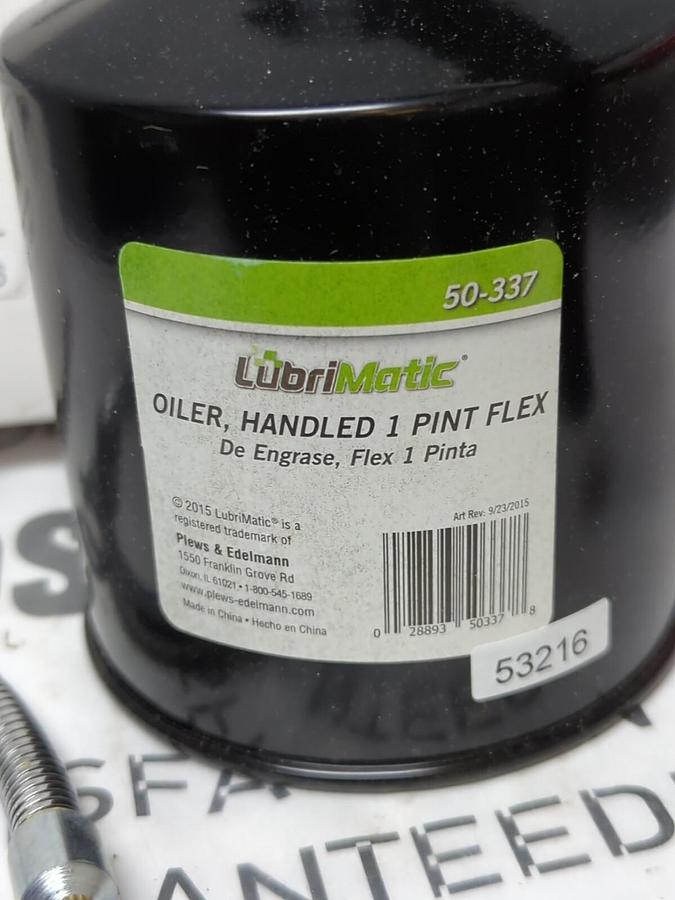 50-337
LubriMatic®
OILER, HANDLED 1 PINT FLEX
De Engrase, Flex 1 Pinta
© 2015 LubriMatic® is a
registered trademark of
Plews & Edelmann
1550 Franklin Grove Rd
Dixon, IL 61021 • 1-800-545-1689
www.plews-edelmann.com
Made in China • Hecho en China
Art Rev: 9/23/2015
0 28893 50337 8
53216